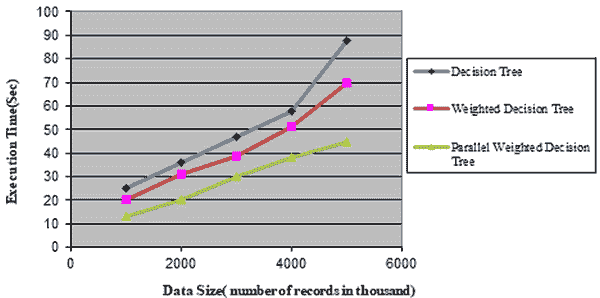 100
90
80
70
60
50
40
30
20
10
0
Execution Time(Sec)
0
2000
4000
6000
Data Size( number of records in thousand)
Decision Tree
Weighted Decision Tree
Parallel Weighted Decision
Tree